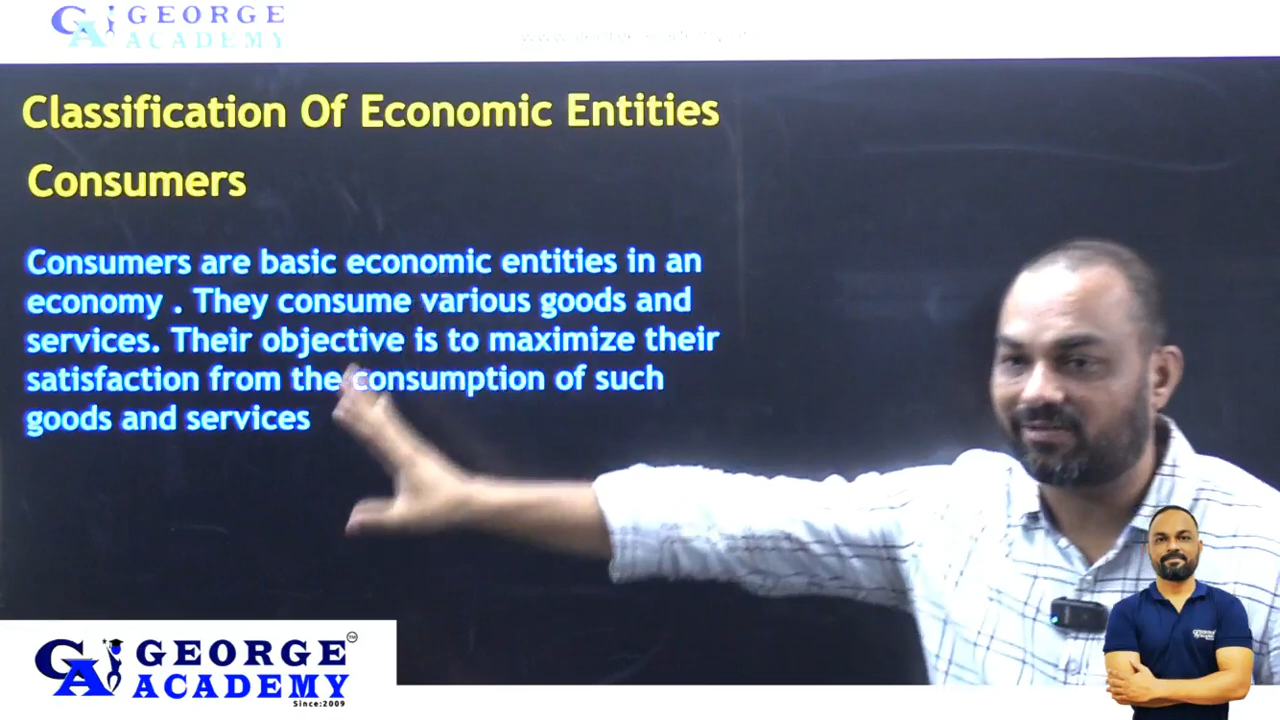 GEORGE
ACADEMY
Classification Of Economic Entities
Consumers
Consumers are basic economic entities in an
economy . They consume various goods and
services. Their objective is to maximize their
satisfaction from the consumption of such
goods and services
GEORGE ™
ACADEMY
Since:2009